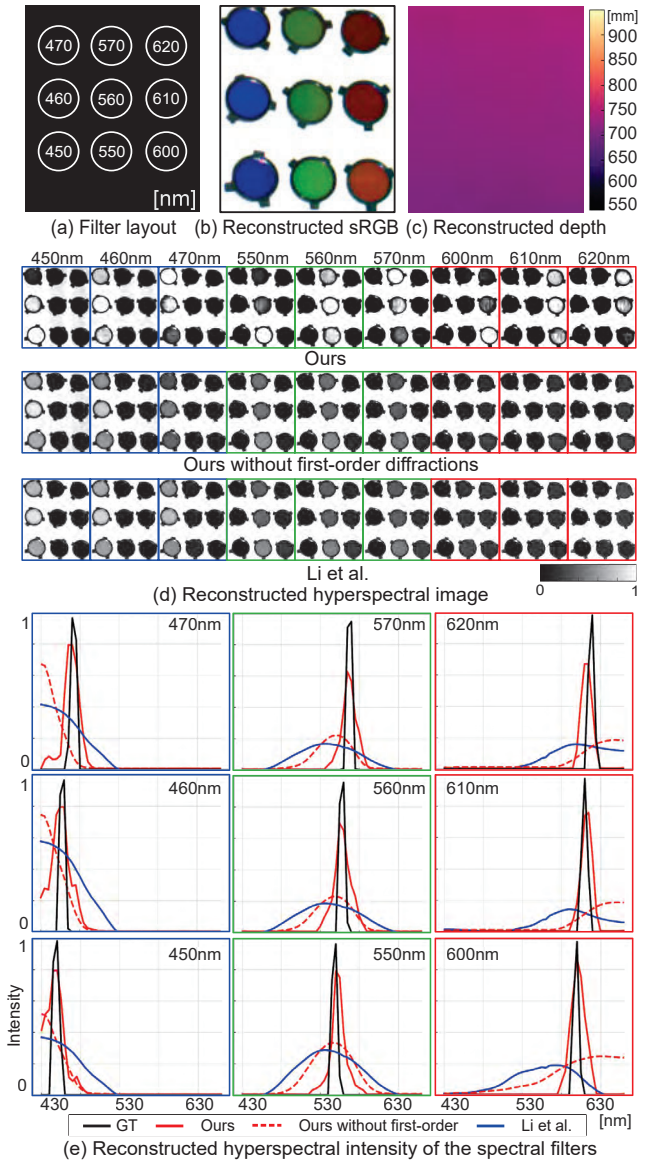 470 570 620
460 560 610
450 550 600
[nm]
[mm]
900
850
800
750
700
650
600
550
(a) Filter layout (b) Reconstructed sRGB (c) Reconstructed depth
450nm 460nm 470nm 550nm 560nm 570nm 600nm 610nm 620nm
Ours
Ours without first-order diffractions
Li et al.
0 1
(d) Reconstructed hyperspectral image
1 470nm 570nm 620nm
0
1 460nm 560nm 610nm
0
1 450nm 550nm 600nm
Intensity
0
430 530 630 430 530 630 430 530 630 [nm]
GT Ours Ours without first-order Li et al.
(e) Reconstructed hyperspectral intensity of the spectral filters